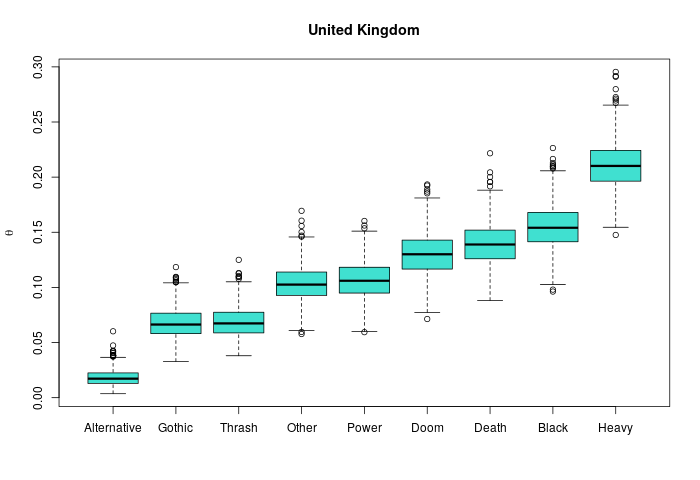 United Kingdom
θ
0.30
0.25
0.20
0.15
0.10
0.05
0.00
Alternative Gothic Thrash Other Power Doom Death Black Heavy